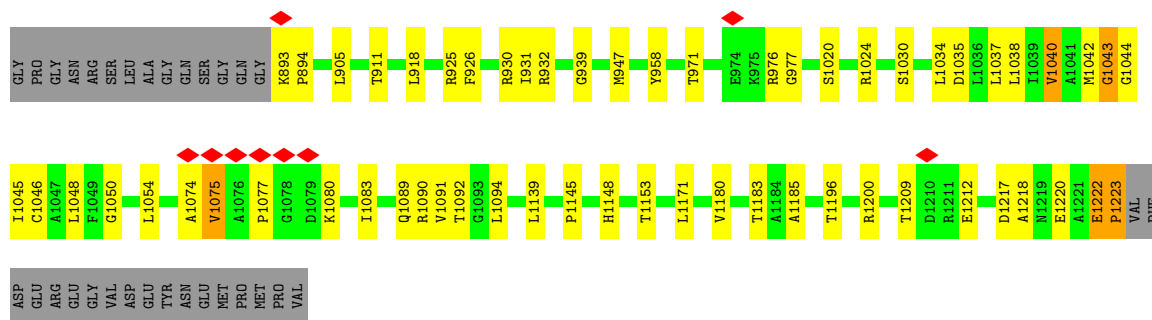 GLY PRO GLY ASN ARG SER LEU ALA GLY GLN SER GLY GLN GLY K893 P894 L905 T911 L918 R925 F926 R930 I931 R932 G939 M947 Y958 T971 E974 K975 R976 G977 S1020 R1024 S1030 L1034 D1035 L1036 L1037 L1038 I1039 V1040 A1041 M1042 G1043 G1044
I1045 C1046 A1047 L1048 F1049 G1050 L1054 A1074 V1075 A1076 P1077 G1078 D1079 K1080 I1083 Q1089 R1090 V1091 T1092 G1093 L1094 L1139 P1145 H1148 T1153 L1171 V1180 T1183 A1184 A1185 T1196 R1200 T1209 D1210 R1211 E1212 D1217 A1218 N1219 E1220 A1221 E1222 P1223 VAL
ASP GLU ARG GLU GLY VAL ASP GLU TYR ASN GLU MET PRO MET PRO VAL